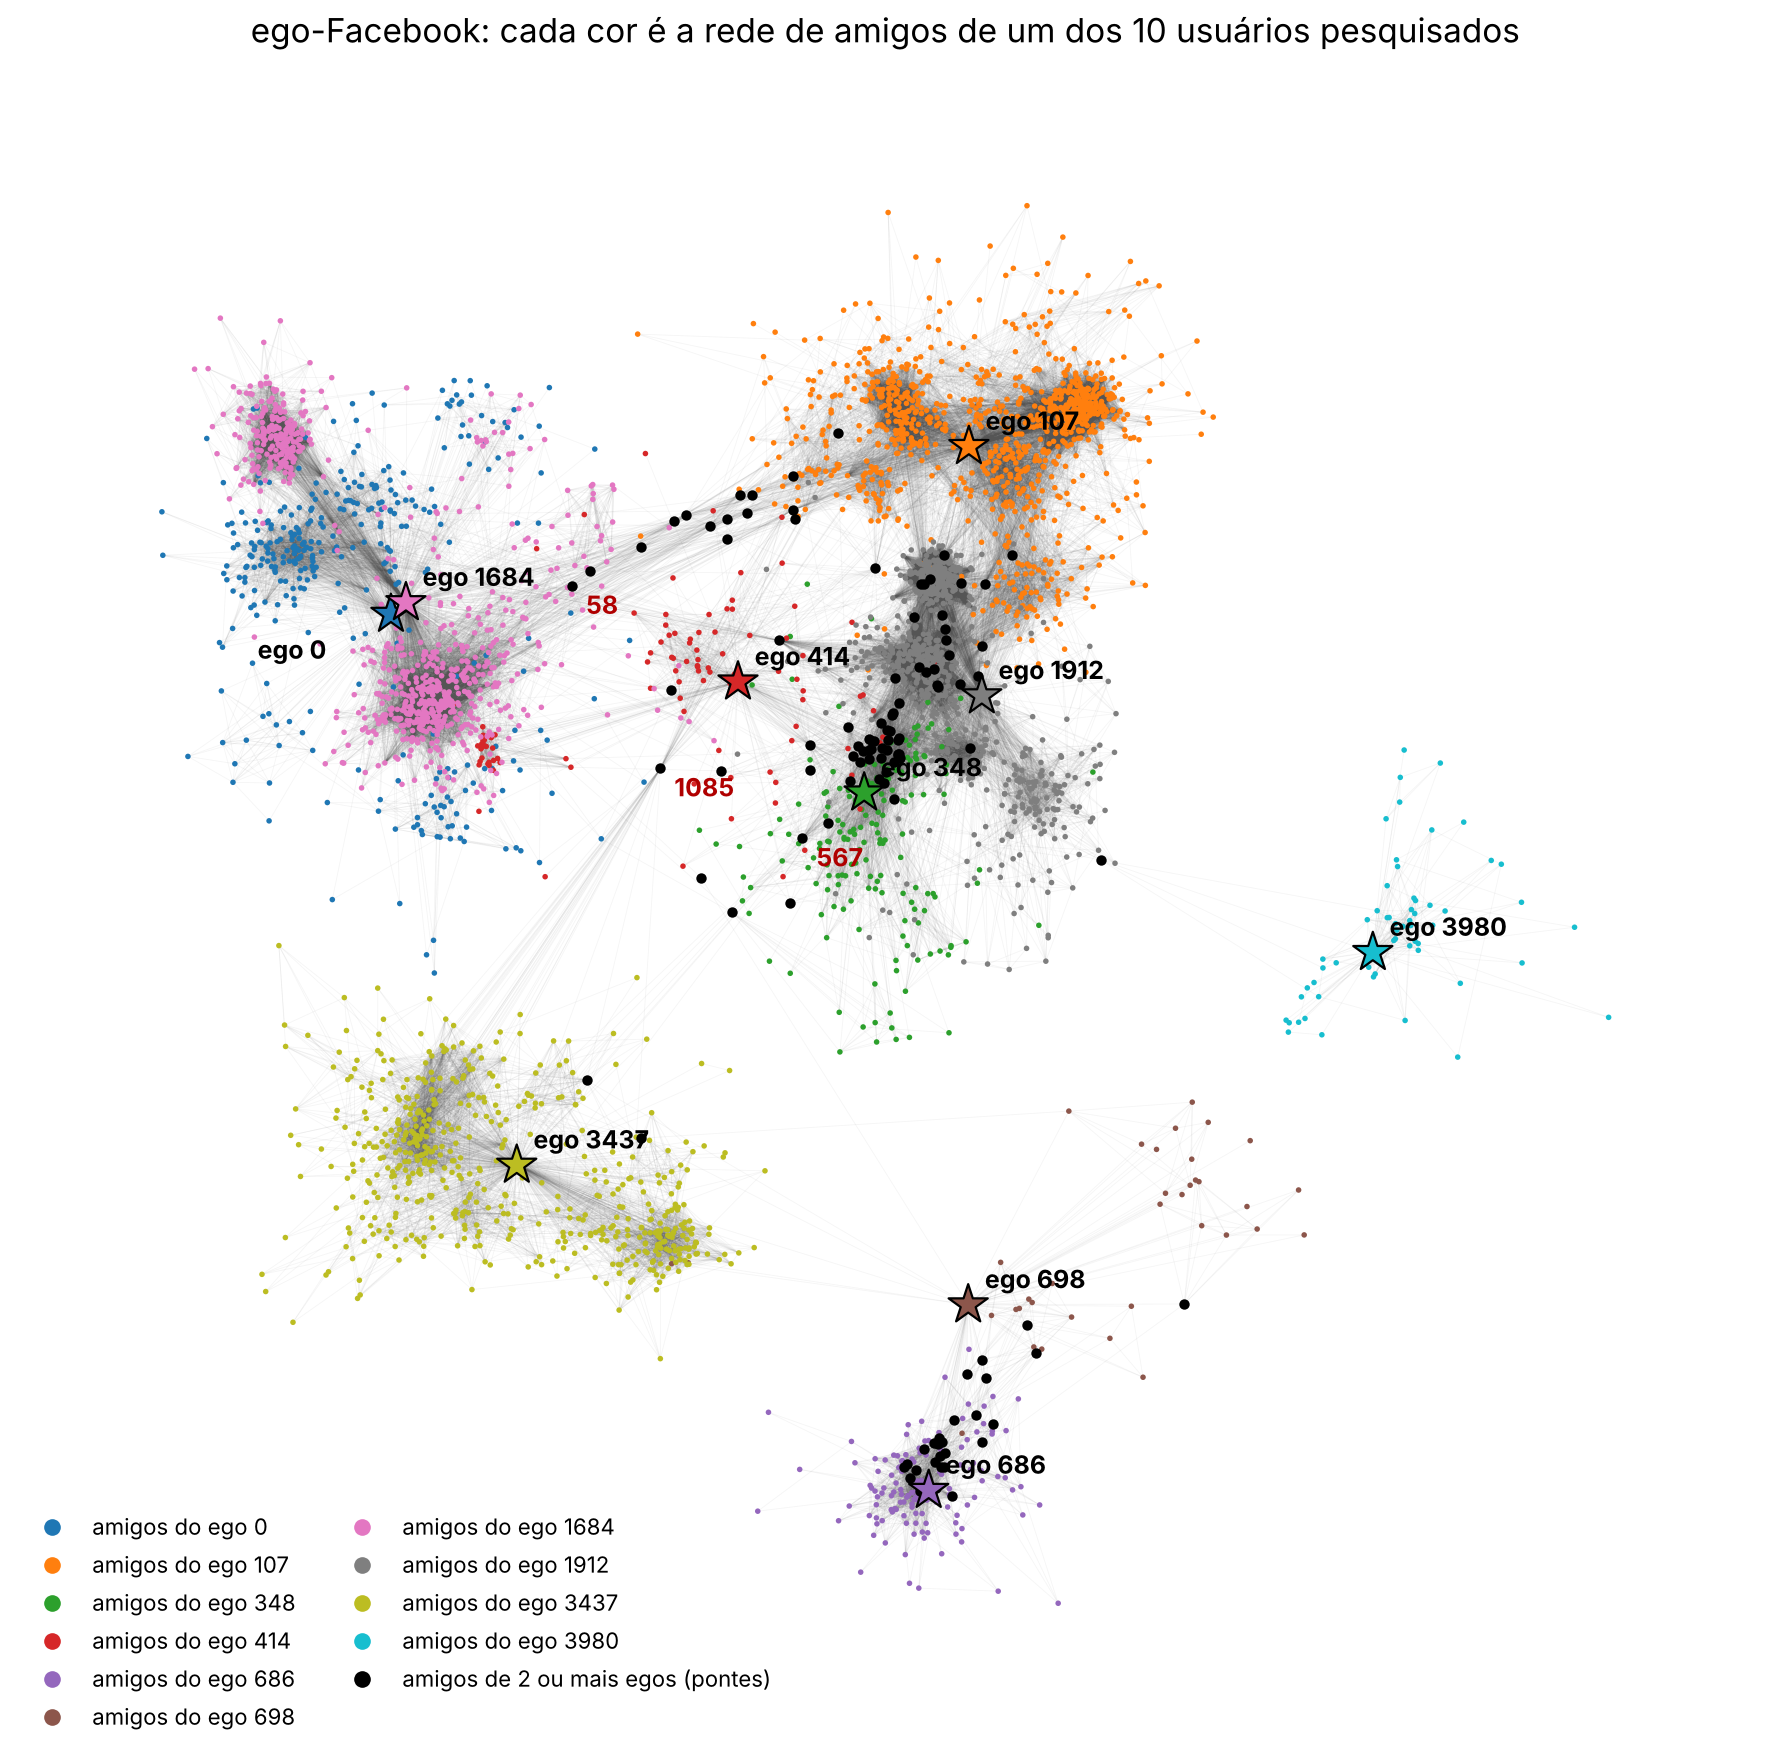 ego-Facebook: cada cor é a rede de amigos de um dos 10 usuários pesquisados
ego 107
ego 1684
58
ego 0
ego 414
ego 1912
ego 348
1085
567
ego 3980
ego 3437
ego 698
ego 686
amigos do ego 0
amigos do ego 107
amigos do ego 348
amigos do ego 414
amigos do ego 686
amigos do ego 698
amigos do ego 1684
amigos do ego 1912
amigos do ego 3437
amigos do ego 3980
amigos de 2 ou mais egos (pontes)